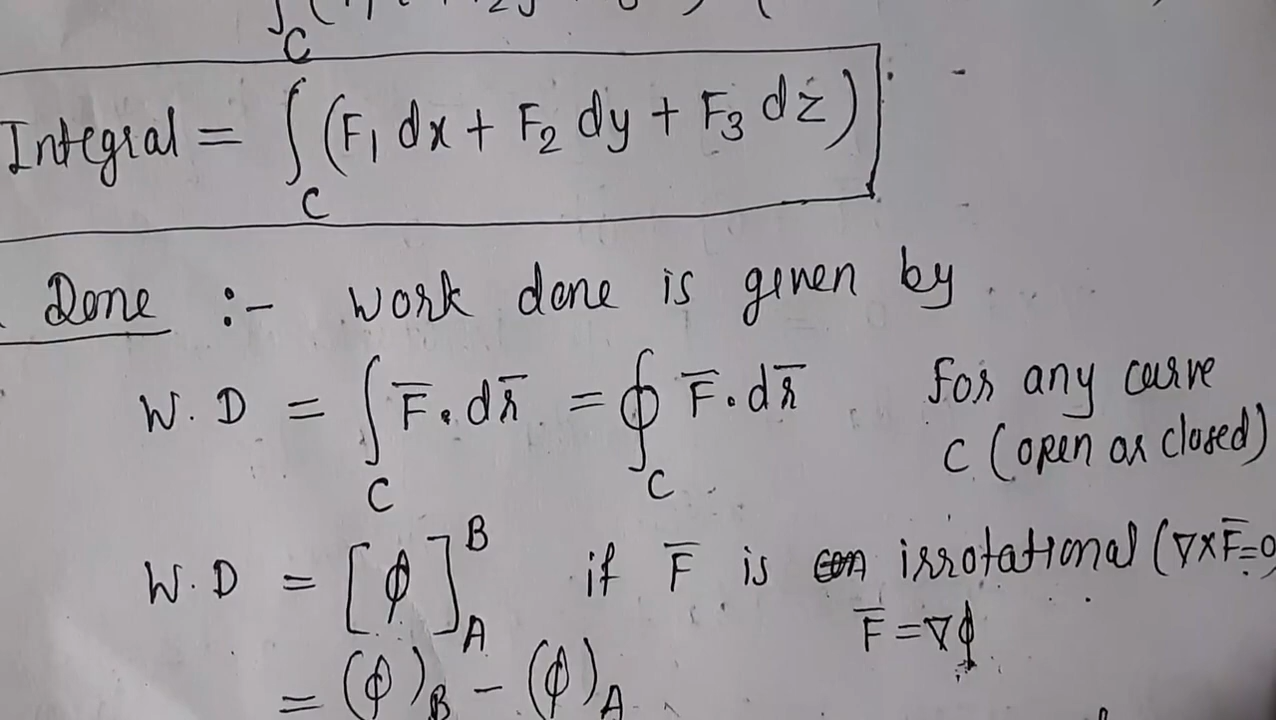 C
Integral = ∫_C (F₁ dx + F₂ dy + F₃ dz)
Done :- work done is given by
W.D = ∫_C F̄ . dr̄ = ∮_C F̄ . dr̄ For any curve
C (open or closed)
W.D = [ϕ]_A^B if F̄ is irrotational (∇×F̄=0
F̄ = ∇ϕ
= (ϕ)_B - (ϕ)_A